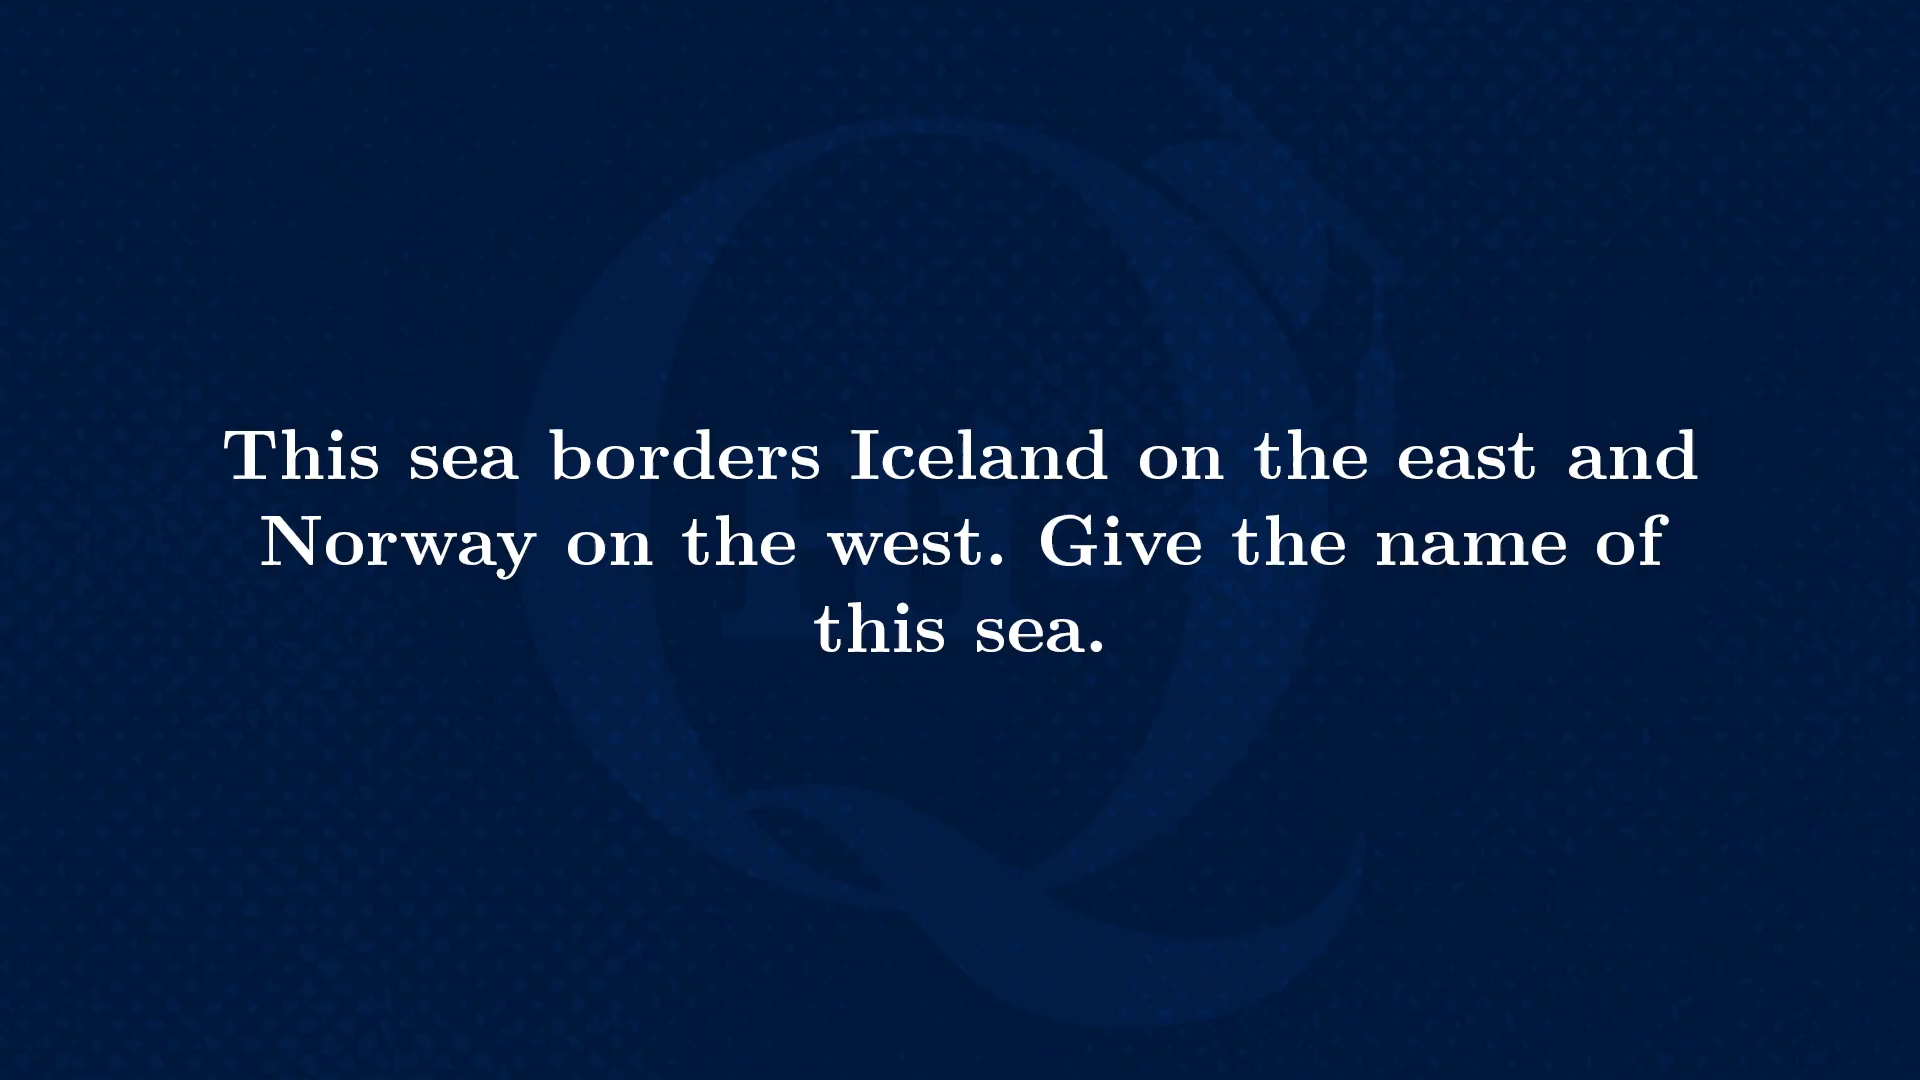 This sea borders Iceland on the east and
Norway on the west. Give the name of
this sea.